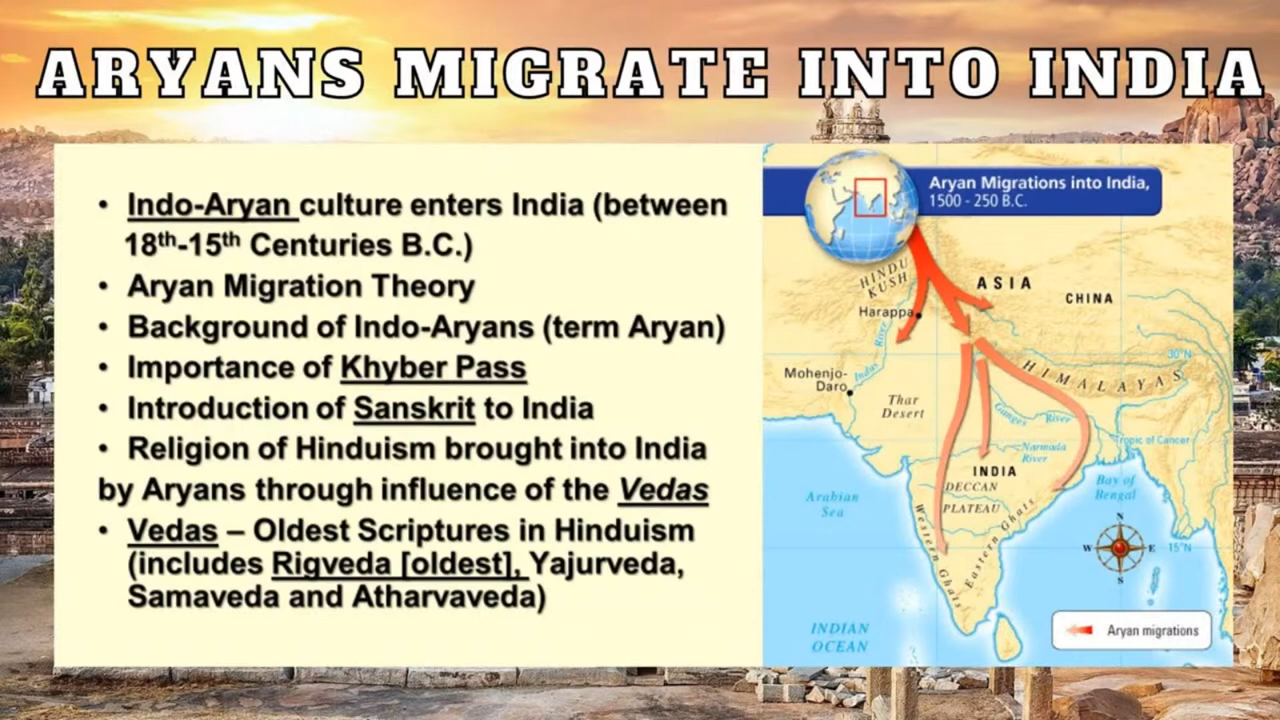 ARYANS MIGRATE INTO INDIA
• Indo-Aryan culture enters India (between
18th-15th Centuries B.C.)
• Aryan Migration Theory
• Background of Indo-Aryans (term Aryan)
• Importance of Khyber Pass
• Introduction of Sanskrit to India
• Religion of Hinduism brought into India
by Aryans through influence of the Vedas
• Vedas – Oldest Scriptures in Hinduism
(includes Rigveda [oldest], Yajurveda,
Samaveda and Atharvaveda)
Aryan Migrations into India,
1500 - 250 B.C.
HINDU
KUSH
ASIA
CHINA
Harappa
Indus River
30°N
HIMALAYAS
Mohenjo-
Daro
Thar
Desert
Ganges River
Tropic of Cancer
Narmada
River
INDIA
DECCAN
PLATEAU
Arabian
Sea
Bay of
Bengal
Western Ghats
Eastern Ghats
N
W E
S
15°N
INDIAN
OCEAN
Aryan migrations